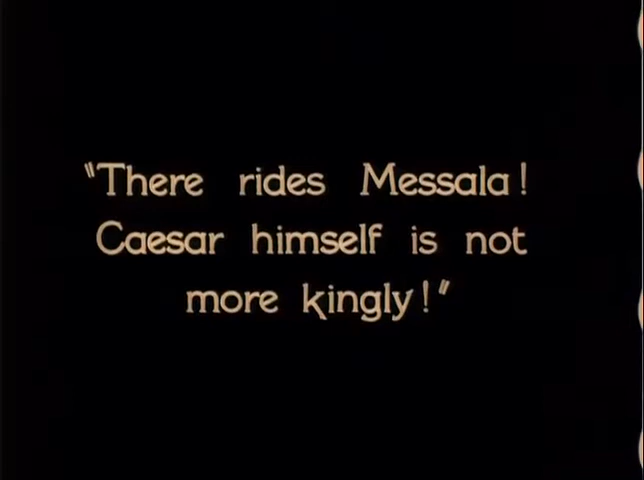 "There rides Messala!
Caesar himself is not
more kingly!"